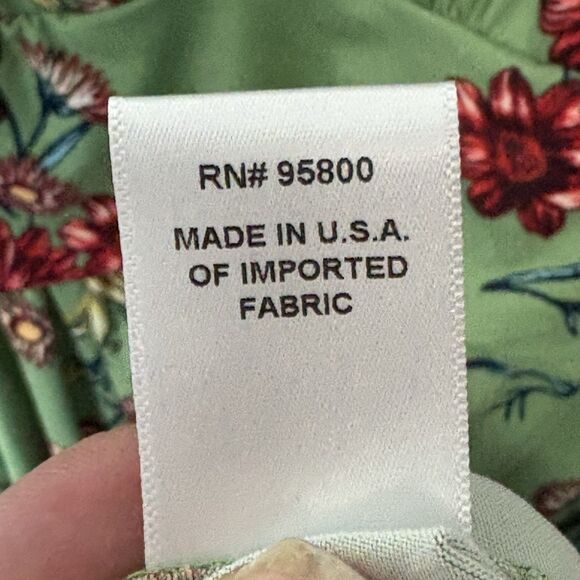 RN# 95800
MADE IN U.S.A.
OF IMPORTED
FABRIC